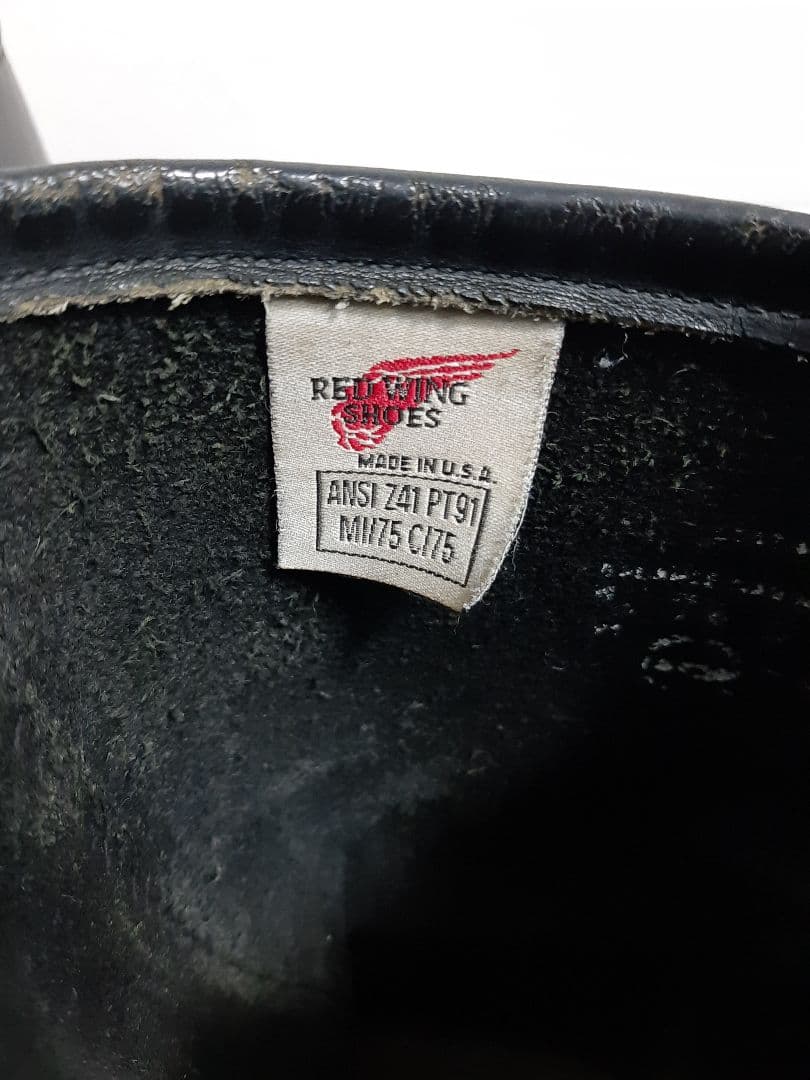 RED WING
SHOES
MADE IN U.S.A.
ANSI Z41 PT91
MI/75 C/75